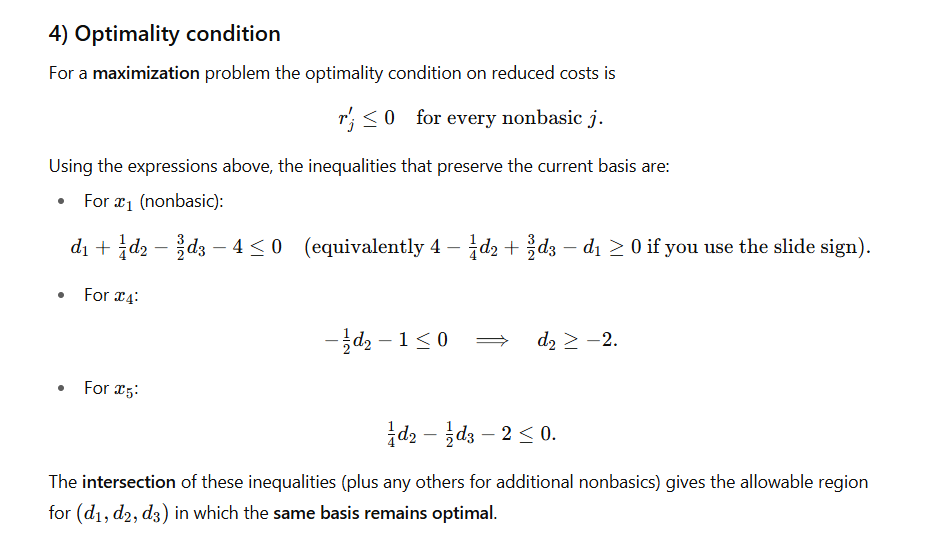 4) Optimality condition
For a maximization problem the optimality condition on reduced costs is
r′ⱼ ≤ 0 for every nonbasic j.
Using the expressions above, the inequalities that preserve the current basis are:
• For x₁ (nonbasic):
d₁ + ¼d₂ − 3/2 d₃ − 4 ≤ 0 (equivalently 4 − ¼d₂ + 3/2 d₃ − d₁ ≥ 0 if you use the slide sign).
• For x₄:
−½d₂ − 1 ≤ 0 ⟹ d₂ ≥ −2.
• For x₅:
¼d₂ − ½d₃ − 2 ≤ 0.
The intersection of these inequalities (plus any others for additional nonbasics) gives the allowable region
for (d₁, d₂, d₃) in which the same basis remains optimal.